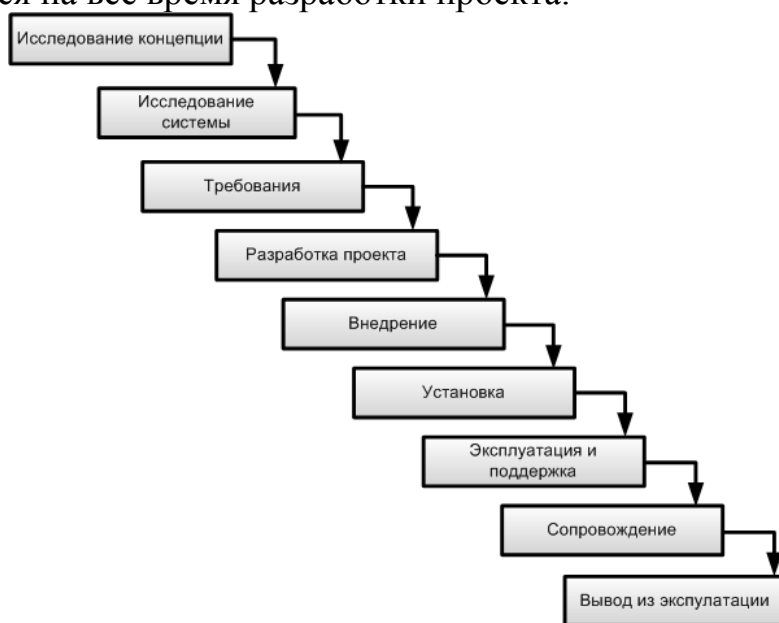 ся на все время разработки проекта.
Исследование концепции
Исследование
системы
Требования
Разработка проекта
Внедрение
Установка
Эксплуатация и
поддержка
Сопровождение
Вывод из экспулатации